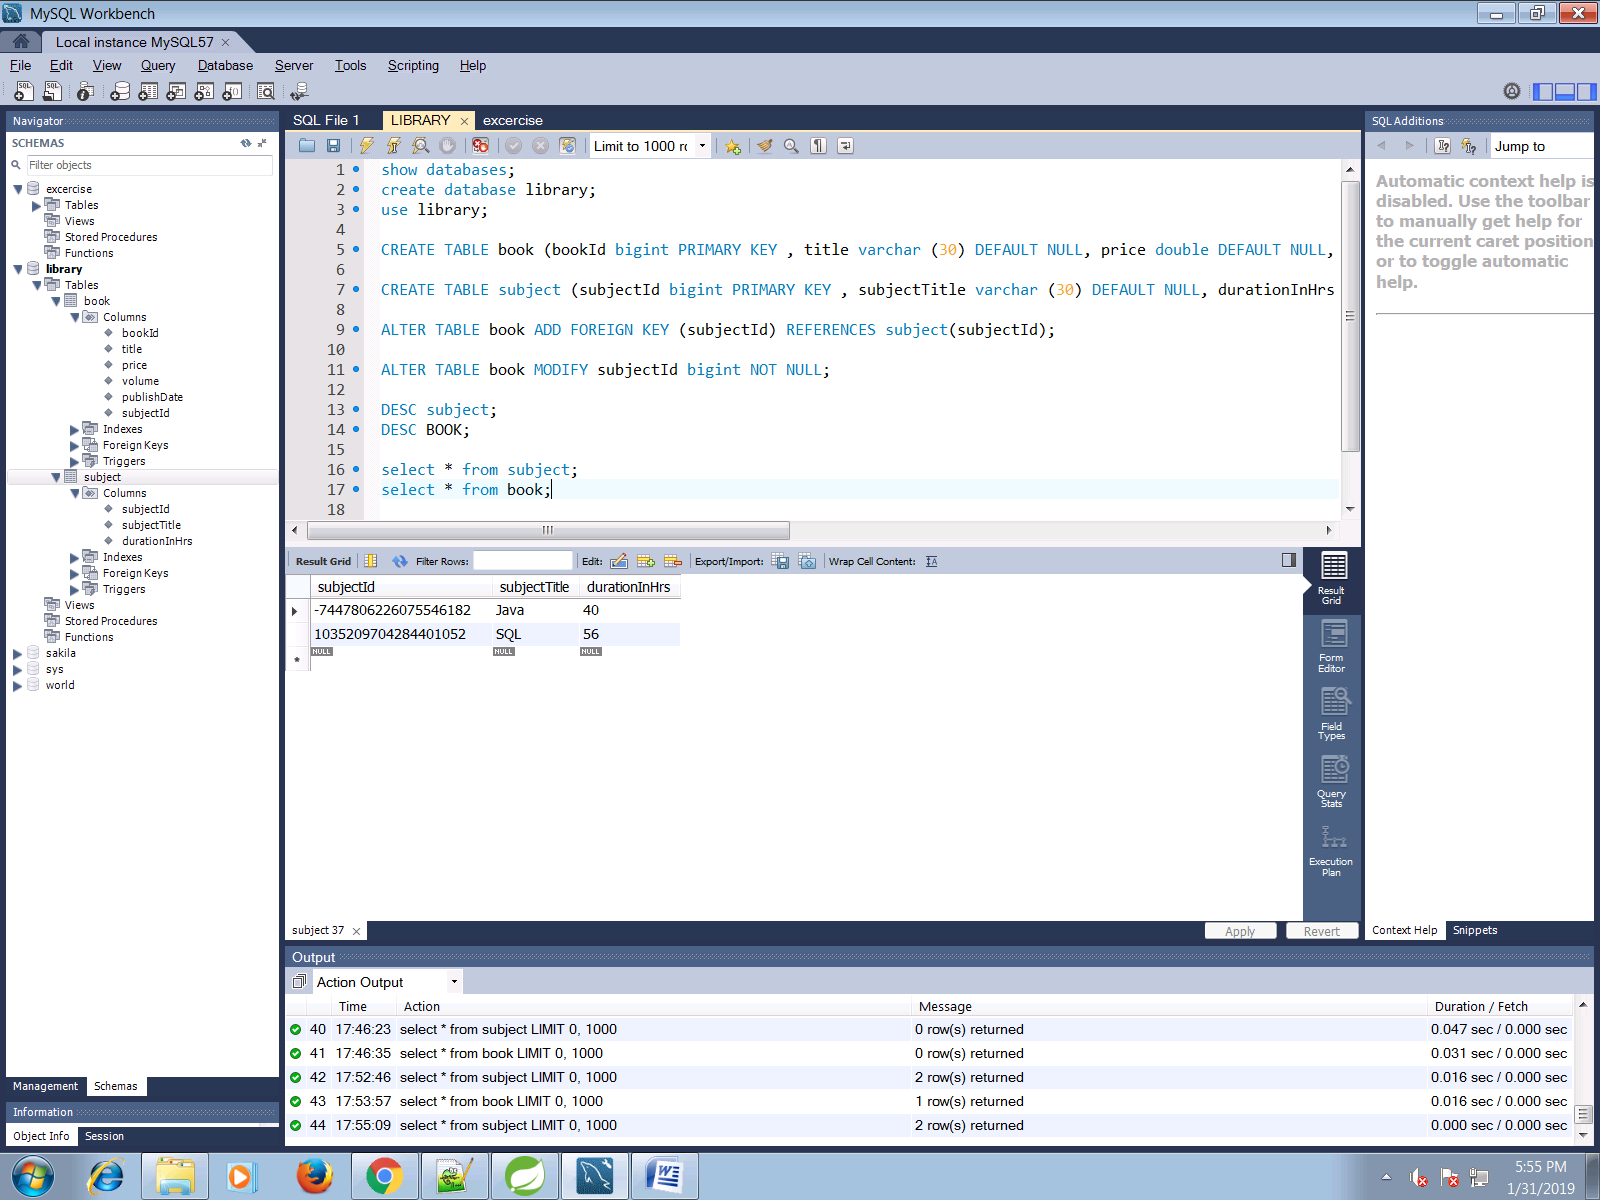 MySQL Workbench
Local instance MySQL57
File Edit View Query Database Server Tools Scripting Help
Navigator
SCHEMAS
Filter objects
excercise
Tables
Views
Stored Procedures
Functions
library
Tables
book
Columns
bookId
title
price
volume
publishDate
subjectId
Indexes
Foreign Keys
Triggers
subject
Columns
subjectId
subjectTitle
durationInHrs
Indexes
Foreign Keys
Triggers
Views
Stored Procedures
Functions
sakila
sys
world
Management Schemas
Information
Object Info Session
SQL File 1 LIBRARY excercise
Limit to 1000 rc
1 show databases;
2 create database library;
3 use library;
4
5 CREATE TABLE book (bookId bigint PRIMARY KEY , title varchar (30) DEFAULT NULL, price double DEFAULT NULL,
6
7 CREATE TABLE subject (subjectId bigint PRIMARY KEY , subjectTitle varchar (30) DEFAULT NULL, durationInHrs
8
9 ALTER TABLE book ADD FOREIGN KEY (subjectId) REFERENCES subject(subjectId);
10
11 ALTER TABLE book MODIFY subjectId bigint NOT NULL;
12
13 DESC subject;
14 DESC BOOK;
15
16 select * from subject;
17 select * from book;
18
Result Grid Filter Rows: Edit: Export/Import: Wrap Cell Content: IA
subjectId subjectTitle durationInHrs
-7447806226075546182 Java 40
1035209704284401052 SQL 56
NULL NULL NULL
Result
Grid
Form
Editor
Field
Types
Query
Stats
Execution
Plan
subject 37
Apply Revert
SQL Additions
Jump to
Automatic context help is
disabled. Use the toolbar
to manually get help for
the current caret position
or to toggle automatic
help.
Context Help Snippets
Output
Action Output
Time Action Message Duration / Fetch
40 17:46:23 select * from subject LIMIT 0, 1000 0 row(s) returned 0.047 sec / 0.000 sec
41 17:46:35 select * from book LIMIT 0, 1000 0 row(s) returned 0.031 sec / 0.000 sec
42 17:52:46 select * from subject LIMIT 0, 1000 2 row(s) returned 0.016 sec / 0.000 sec
43 17:53:57 select * from book LIMIT 0, 1000 1 row(s) returned 0.016 sec / 0.000 sec
44 17:55:09 select * from subject LIMIT 0, 1000 2 row(s) returned 0.000 sec / 0.000 sec
5:55 PM
1/31/2019